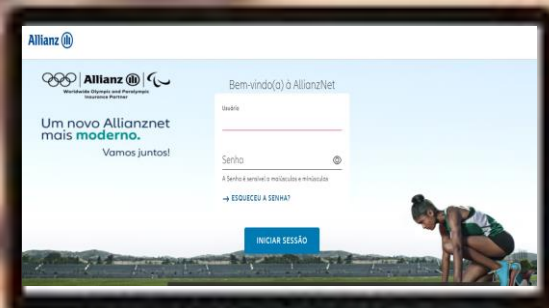 Allianz
Allianz
Worldwide Olympic and Paralympic
Insurance Partner
Um novo Allianznet
mais moderno.
Vamos juntos!
Bem-vindo(a) à AllianzNet
Usuário
Senha
A Senha é sensível a maiúsculas e minúsculas
→ ESQUECEU A SENHA?
INICIAR SESSÃO